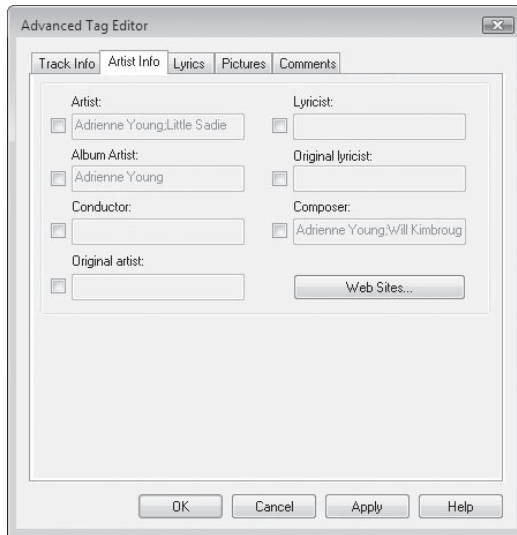 Advanced Tag Editor
Track Info Artist Info Lyrics Pictures Comments
Artist: Lyricist:
Adrienne Young;Little Sadie
Album Artist: Original lyricist:
Adrienne Young
Conductor: Composer:
Adrienne Young;Will Kimbroug
Original artist:
Web Sites...
OK Cancel Apply Help